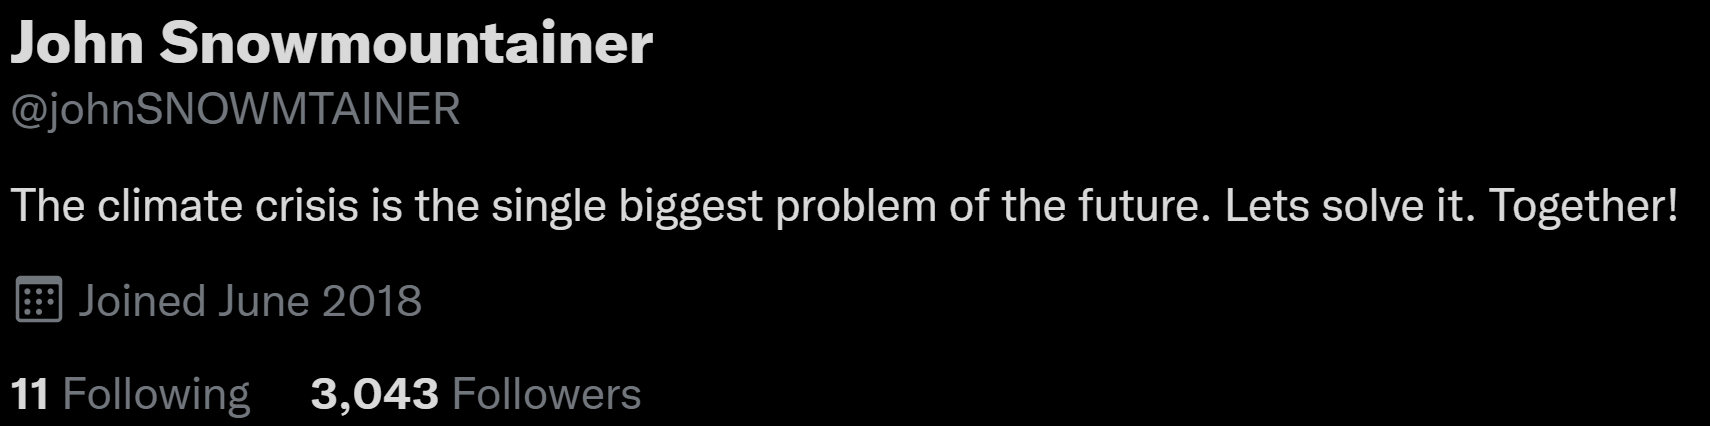 John Snowmountainer
@johnSNOWMTAINER
The climate crisis is the single biggest problem of the future. Lets solve it. Together!
Joined June 2018
11 Following 3,043 Followers